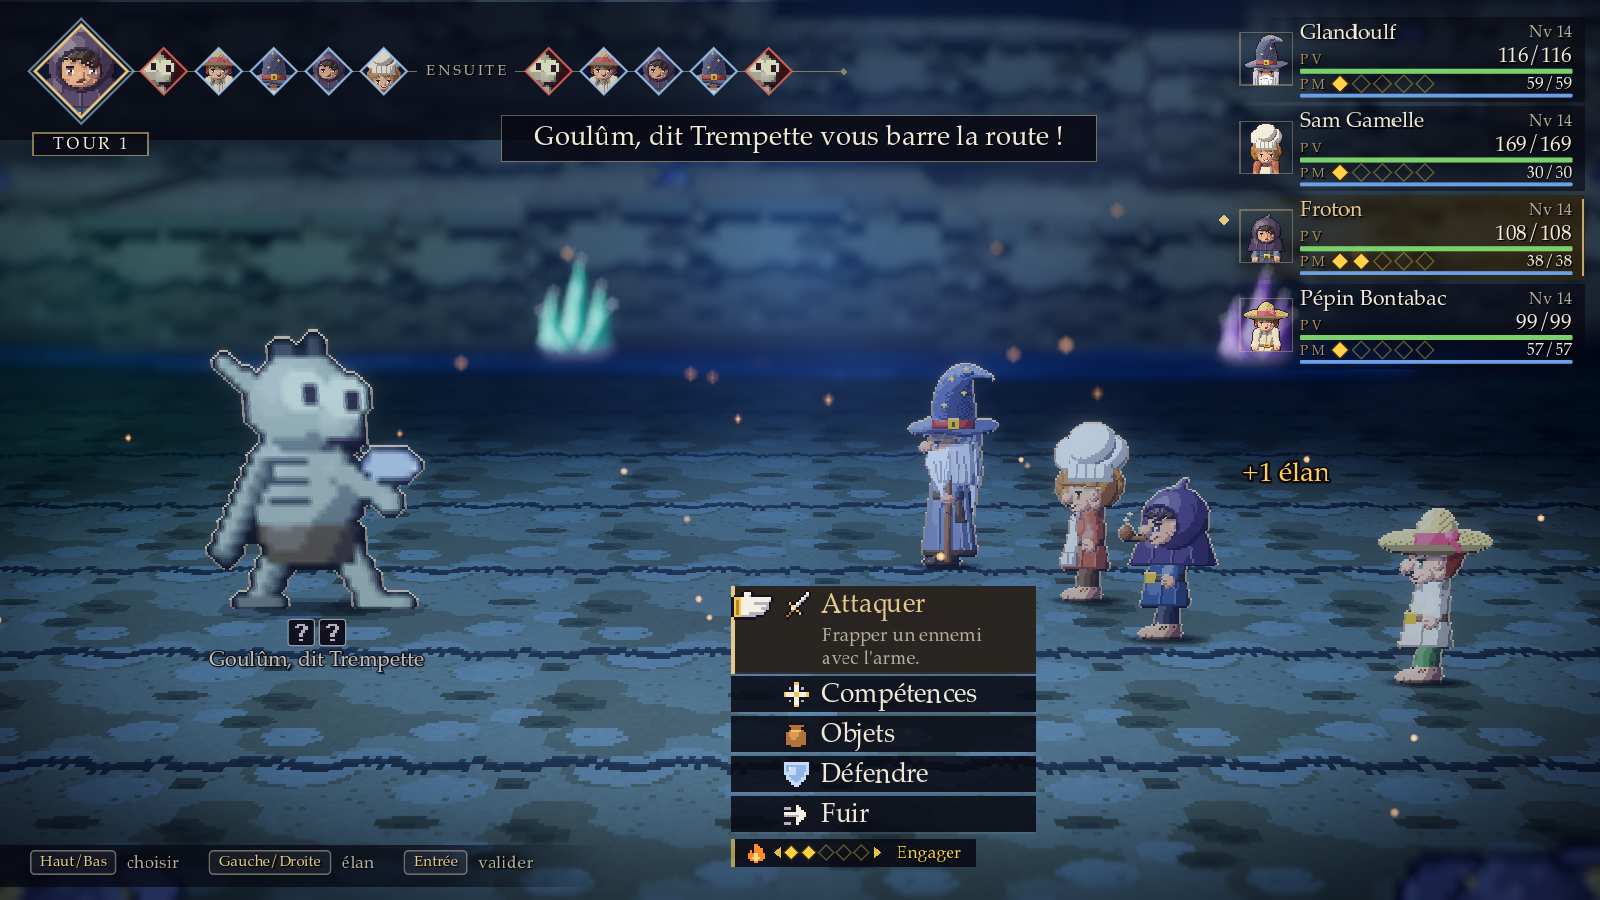 TOUR 1
ENSUITE
Goulûm, dit Trempette vous barre la route !
Glandoulf Nv 14
PV 116/116
PM 59/59
Sam Gamelle Nv 14
PV 169/169
PM 30/30
Froton Nv 14
PV 108/108
PM 38/38
Pépin Bontabac Nv 14
PV 99/99
PM 57/57
+1 élan
? ?
Goulûm, dit Trempette
Attaquer
Frapper un ennemi
avec l'arme.
Compétences
Objets
Défendre
Fuir
Engager
Haut/Bas choisir Gauche/Droite élan Entrée valider